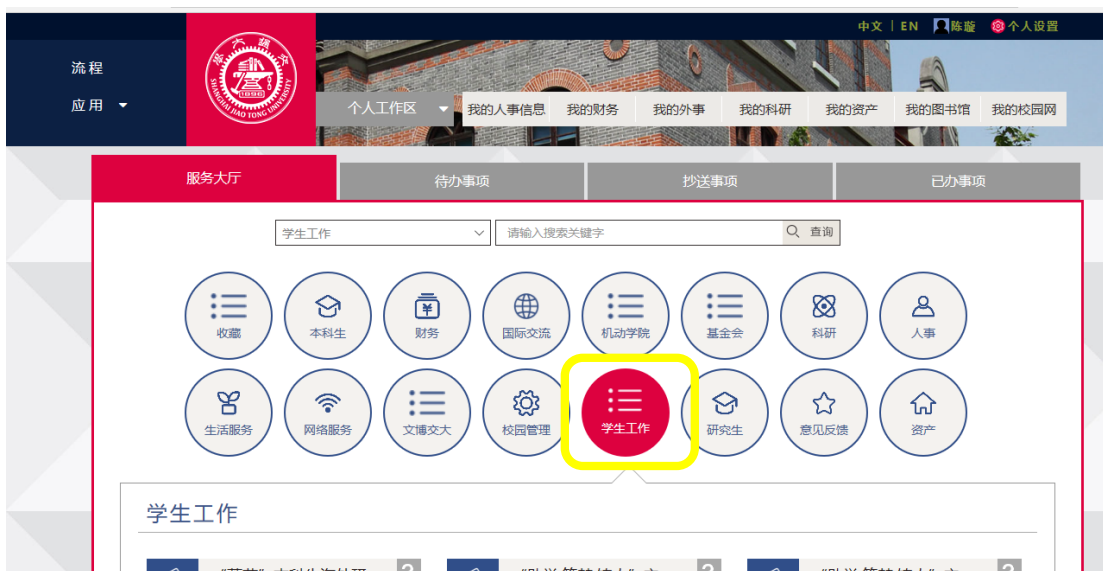 中文 | EN 陈璇 个人设置
流程
应用
SHANGHAI JIAO TONG UNIVERSITY
1896
个人工作区 我的人事信息 我的财务 我的外事 我的科研 我的资产 我的图书馆 我的校园网
服务大厅 待办事项 抄送事项 已办事项
学生工作 请输入搜索关键字 查询
收藏 本科生 财务 国际交流 机动学院 基金会 科研 人事
生活服务 网络服务 文博交大 校园管理 学生工作 研究生 意见反馈 资产
学生工作